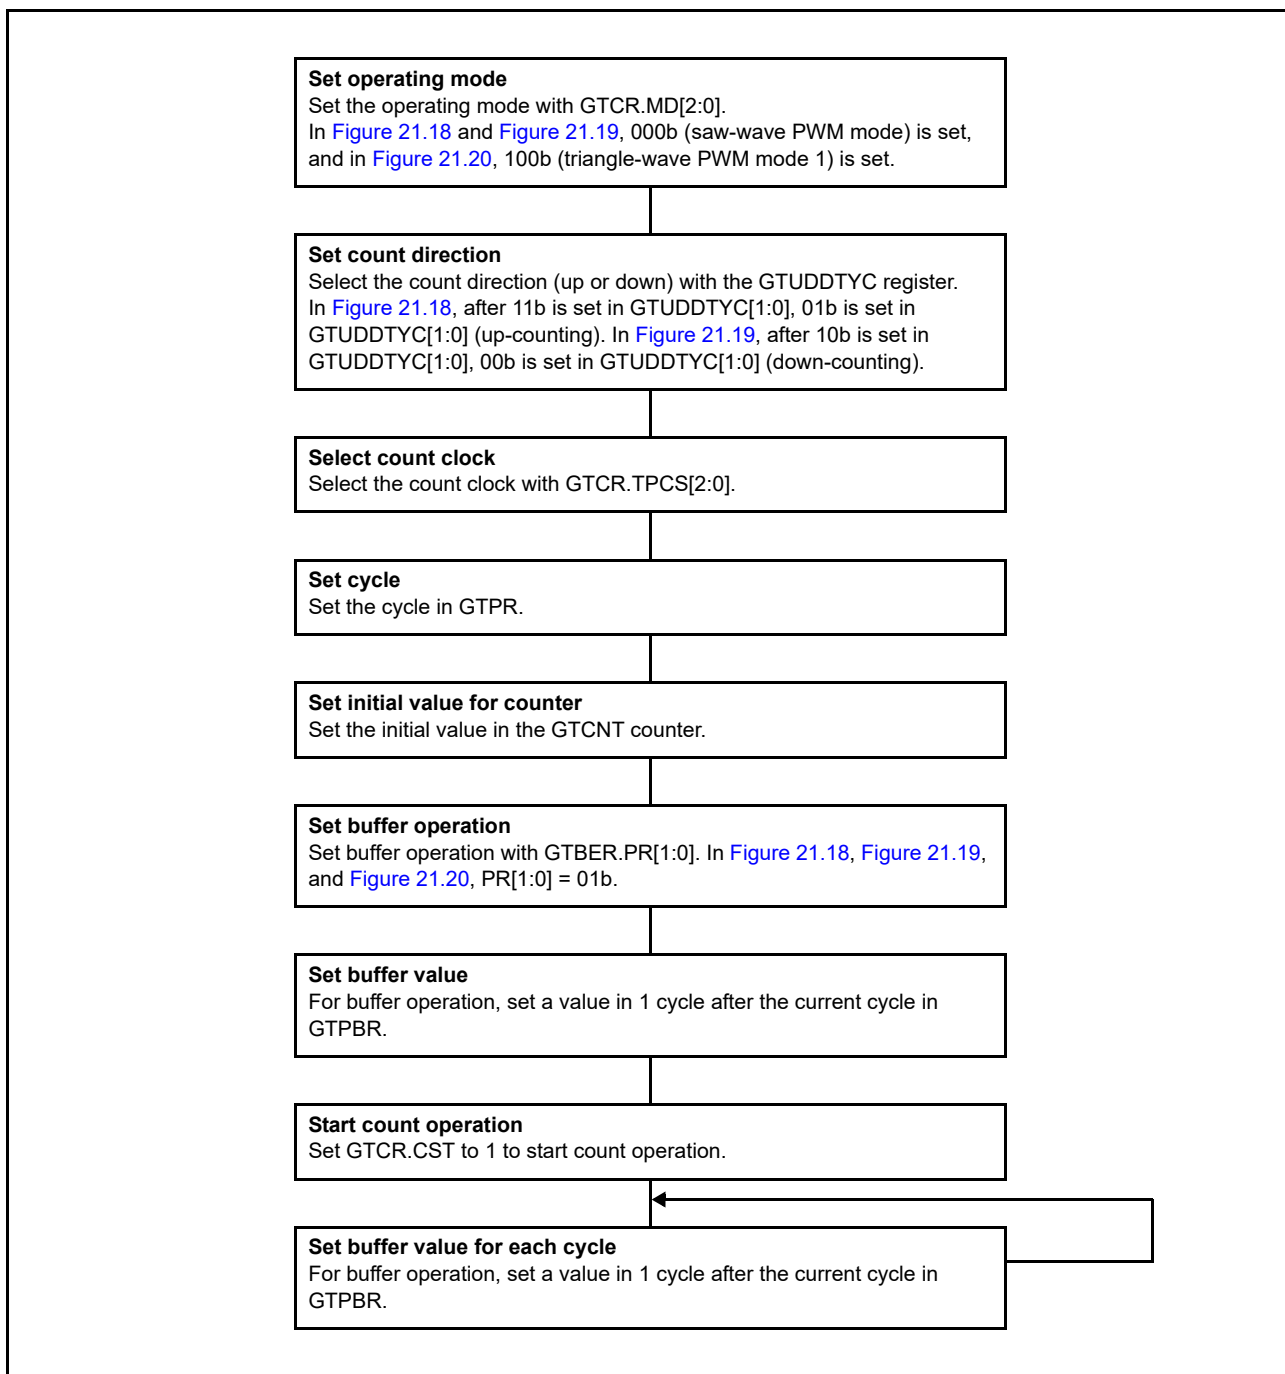 Set operating mode
Set the operating mode with GTCR.MD[2:0].
In Figure 21.18 and Figure 21.19, 000b (saw-wave PWM mode) is set,
and in Figure 21.20, 100b (triangle-wave PWM mode 1) is set.
Set count direction
Select the count direction (up or down) with the GTUDDTYC register.
In Figure 21.18, after 11b is set in GTUDDTYC[1:0], 01b is set in
GTUDDTYC[1:0] (up-counting). In Figure 21.19, after 10b is set in
GTUDDTYC[1:0], 00b is set in GTUDDTYC[1:0] (down-counting).
Select count clock
Select the count clock with GTCR.TPCS[2:0].
Set cycle
Set the cycle in GTPR.
Set initial value for counter
Set the initial value in the GTCNT counter.
Set buffer operation
Set buffer operation with GTBER.PR[1:0]. In Figure 21.18, Figure 21.19,
and Figure 21.20, PR[1:0] = 01b.
Set buffer value
For buffer operation, set a value in 1 cycle after the current cycle in
GTPBR.
Start count operation
Set GTCR.CST to 1 to start count operation.
Set buffer value for each cycle
For buffer operation, set a value in 1 cycle after the current cycle in
GTPBR.